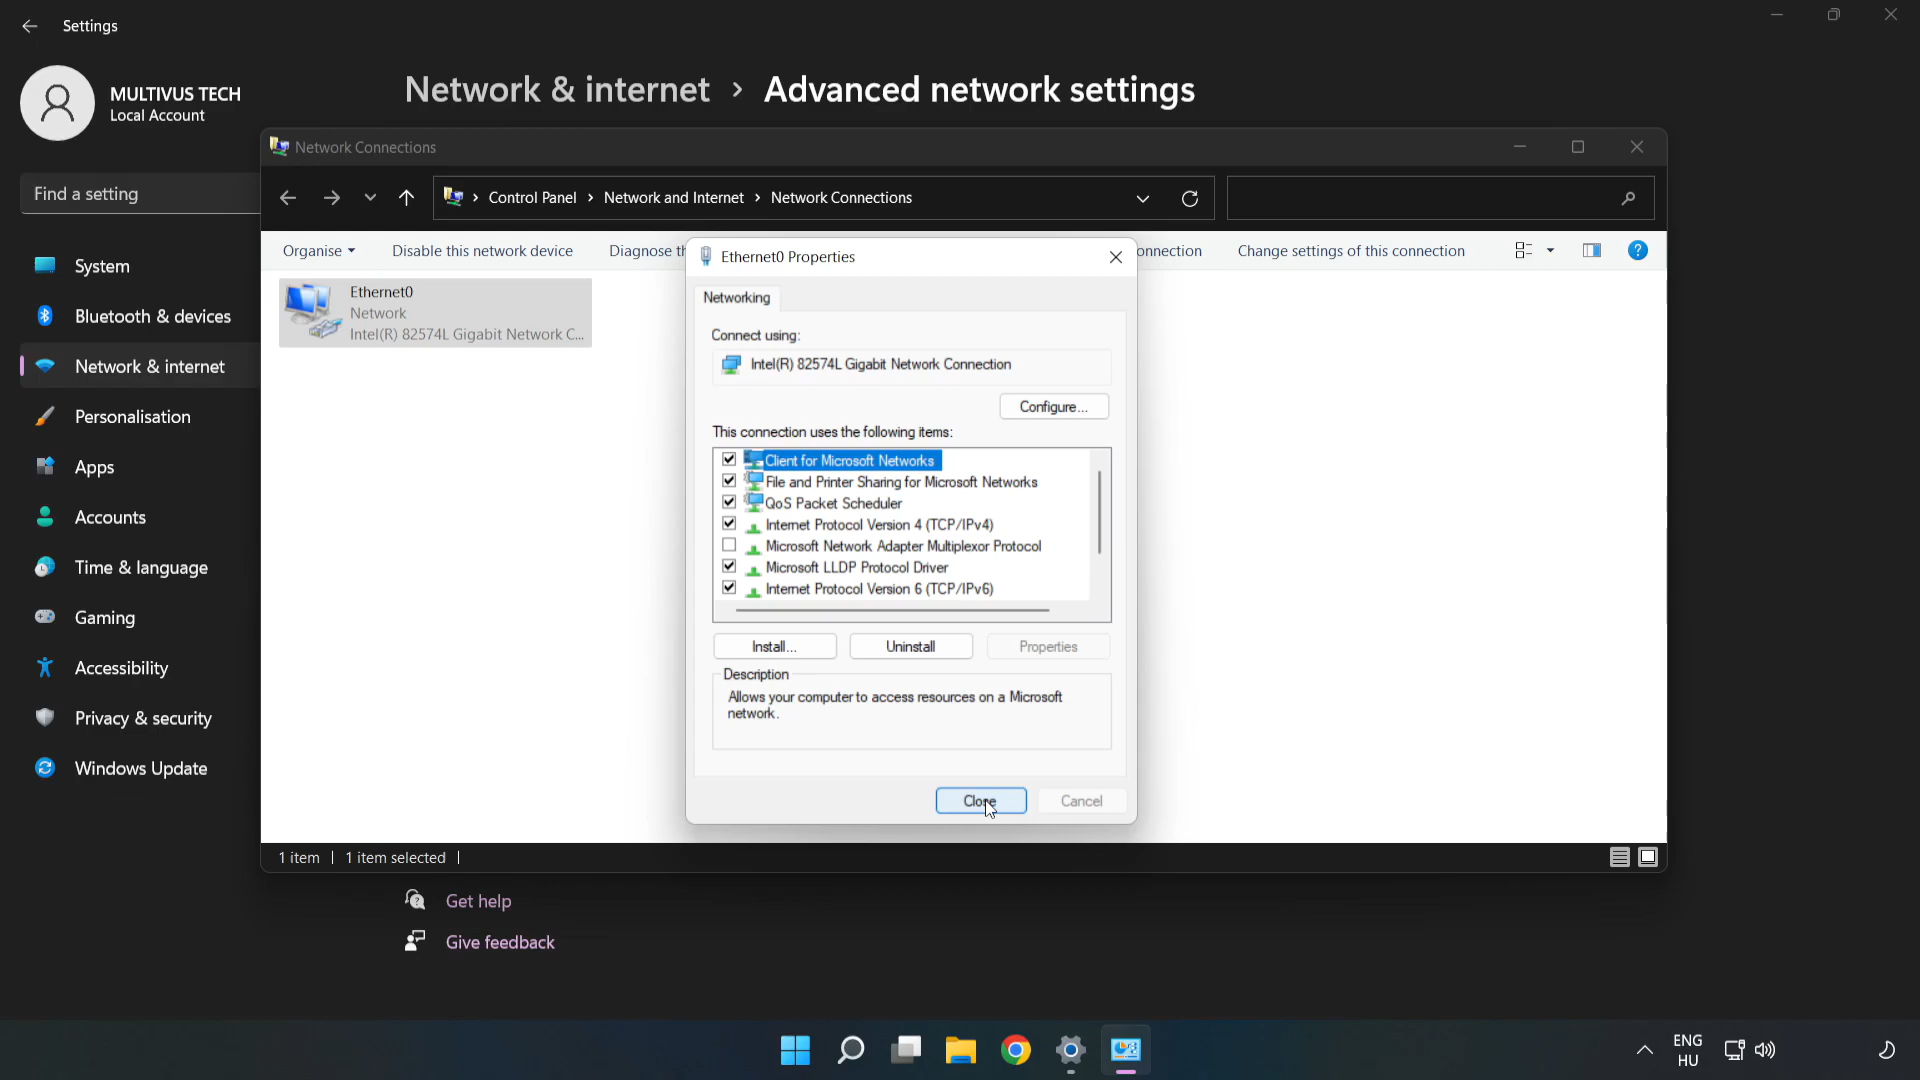 Settings
MULTIVUS TECH
Local Account
Network & internet › Advanced network settings
Find a setting
System
Bluetooth & devices
Network & internet
Personalisation
Apps
Accounts
Time & language
Gaming
Accessibility
Privacy & security
Windows Update
Network Connections
Control Panel › Network and Internet › Network Connections
Organise
Disable this network device
Diagnose th
onnection
Change settings of this connection
Ethernet0
Network
Intel(R) 82574L Gigabit Network C...
Ethernet0 Properties
Networking
Connect using:
Intel(R) 82574L Gigabit Network Connection
Configure...
This connection uses the following items:
Client for Microsoft Networks
File and Printer Sharing for Microsoft Networks
QoS Packet Scheduler
Internet Protocol Version 4 (TCP/IPv4)
Microsoft Network Adapter Multiplexor Protocol
Microsoft LLDP Protocol Driver
Internet Protocol Version 6 (TCP/IPv6)
Install...
Uninstall
Properties
Description
Allows your computer to access resources on a Microsoft
network.
Close
Cancel
1 item
1 item selected
Get help
Give feedback
ENG
HU